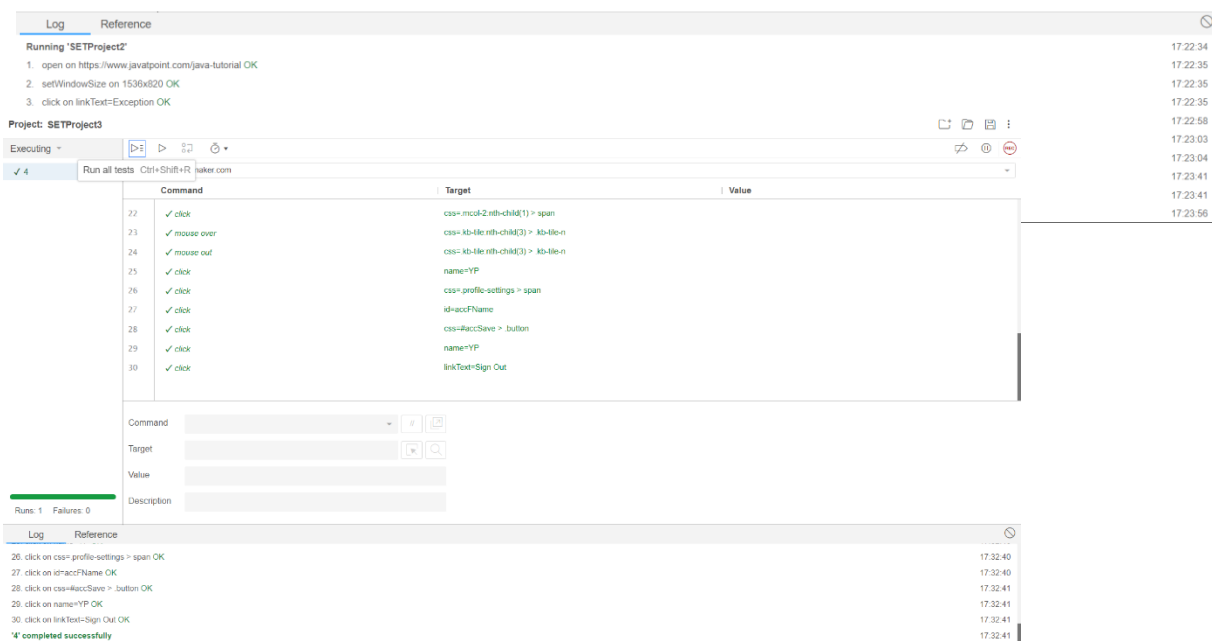 Log Reference
Running 'SETProject2' 17:22:34
1. open on https://www.javatpoint.com/java-tutorial OK 17:22:35
2. setWindowSize on 1536x820 OK 17:22:35
3. click on linkText=Exception OK 17:22:35
Project: SETProject3 17:22:58
Executing 17:23:03
✓ 4 Run all tests Ctrl+Shift+R maker.com 17:23:04
17:23:41
Command Target Value 17:23:41
22 ✓ click css=.mcol-2:nth-child(1) > span 17:23:56
23 ✓ mouse over css=.kb-tile:nth-child(3) > .kb-tile-n
24 ✓ mouse out css=.kb-tile:nth-child(3) > .kb-tile-n
25 ✓ click name=YP
26 ✓ click css=.profile-settings > span
27 ✓ click id=accFName
28 ✓ click css=#accSave > .button
29 ✓ click name=YP
30 ✓ click linkText=Sign Out
Command //
Target
Value
Description
Runs: 1 Failures: 0
Log Reference
26. click on css=.profile-settings > span OK 17:32:40
27. click on id=accFName OK 17:32:40
28. click on css=#accSave > .button OK 17:32:41
29. click on name=YP OK 17:32:41
30. click on linkText=Sign Out OK 17:32:41
'4' completed successfully 17:32:41